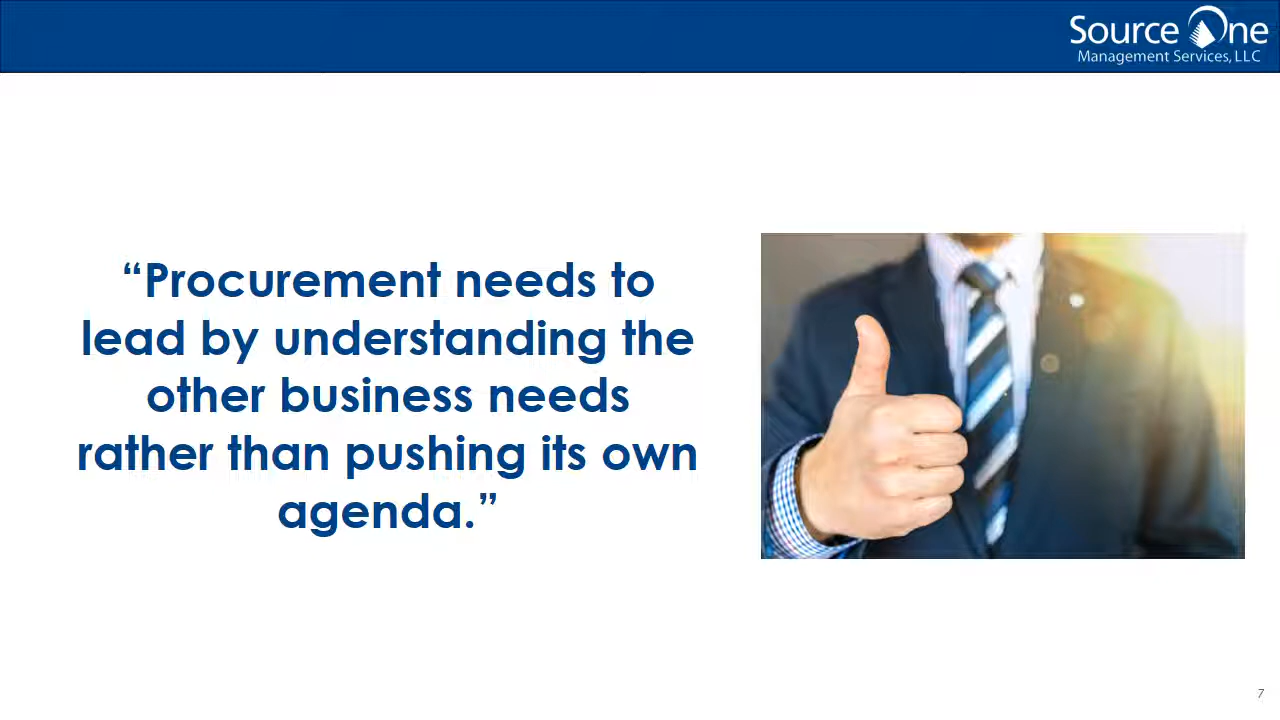 Source One
Management Services, LLC
“Procurement needs to
lead by understanding the
other business needs
rather than pushing its own
agenda.”
7